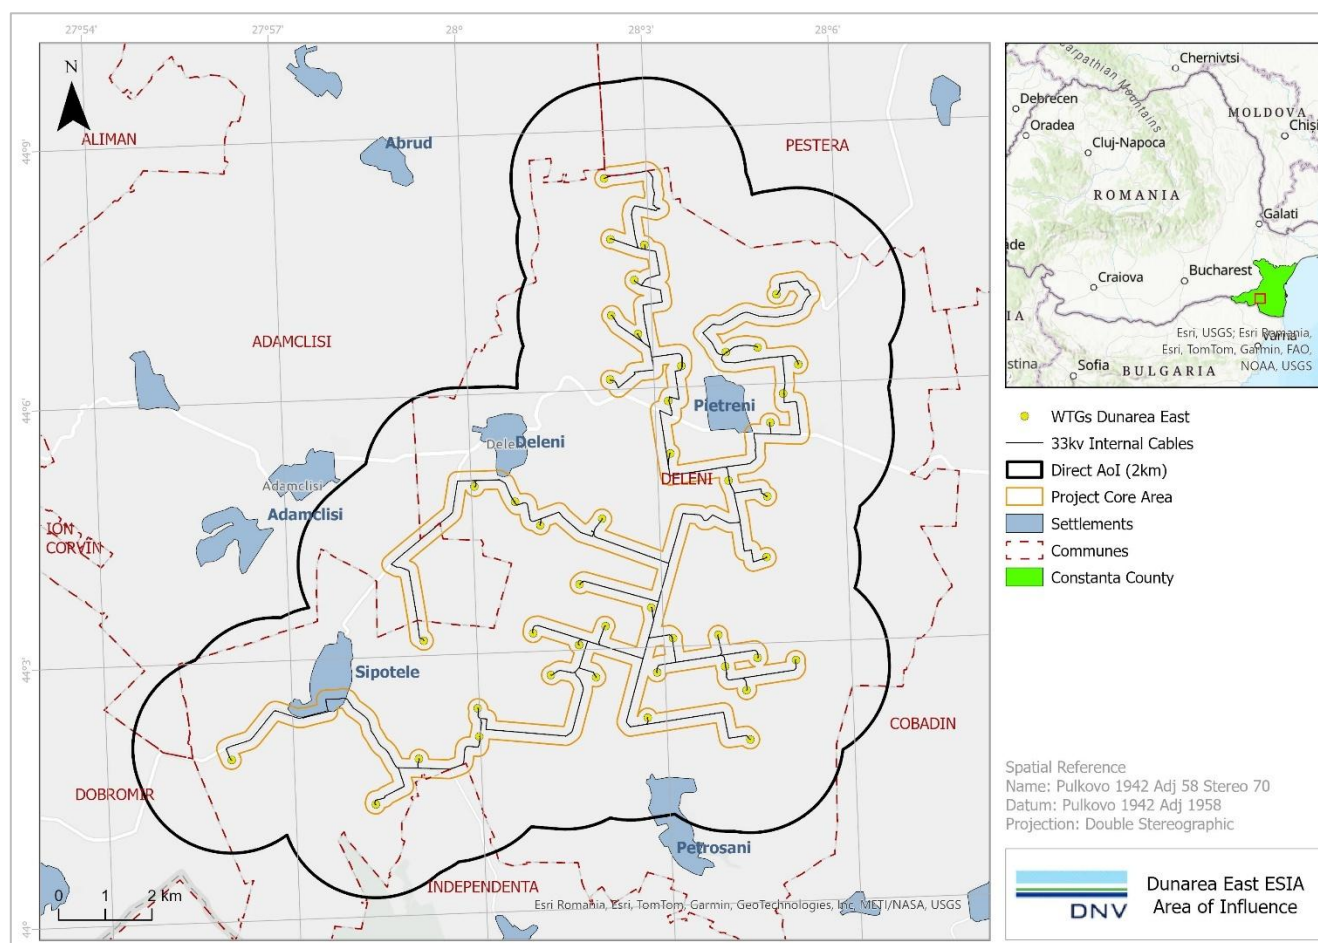 27°54'
27°57'
28°
28°3'
28°6'
N
ALIMAN
Abrud
PESTERA
44°9'
ADAMCLISI
44°6'
Pietreni
Deleni
Adamclisi
DELENI
Adamclisi
ION
CORVIN
44°3'
Sipotele
COBADIN
DOBROMIR
Petrosani
INDEPENDENTA
0 1 2 km
44°
Esri Romania, Esri, TomTom, Garmin, GeoTechnologies, Inc, METI/NASA, USGS
Carpathian Mountains
Chernivtsi
Debrecen
Oradea
MOLDOVA
Cluj-Napoca
ROMANIA
Galati
Craiova
Bucharest
Varna
Sofia
BULGARIA
Esri, USGS; Esri Romania,
Esri, TomTom, Garmin, FAO,
NOAA, USGS
WTGs Dunarea East
33kv Internal Cables
Direct AoI (2km)
Project Core Area
Settlements
Communes
Constanta County
Spatial Reference
Name: Pulkovo 1942 Adj 58 Stereo 70
Datum: Pulkovo 1942 Adj 1958
Projection: Double Stereographic
DNV
Dunarea East ESIA
Area of Influence